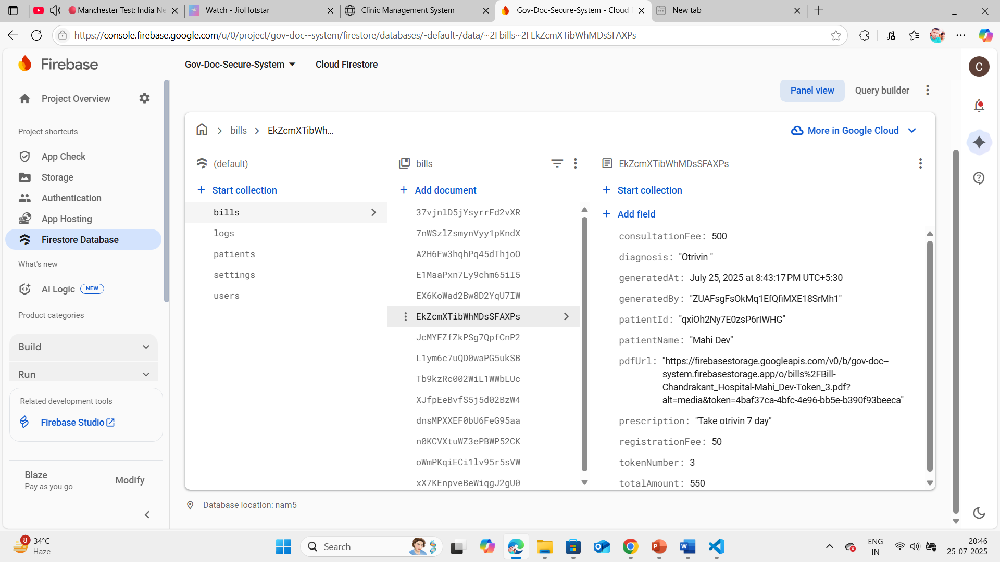 Manchester Test: India Ne
Watch - JioHotstar
Clinic Management System
Gov-Doc-Secure-System - Cloud
New tab
https://console.firebase.google.com/u/0/project/gov-doc--system/firestore/databases/-default-/data/~2Fbills~2FEkZcmXTibWhMDsSFAXPs
Firebase
Gov-Doc-Secure-System
Cloud Firestore
C
Project Overview
Panel view
Query builder
Project shortcuts
App Check
Storage
Authentication
App Hosting
Firestore Database
What's new
AI Logic NEW
Product categories
Build
Run
Related development tools
Firebase Studio
Blaze
Pay as you go
Modify
bills
EkZcmXTibWh...
More in Google Cloud
(default)
Start collection
bills
logs
patients
settings
users
bills
Add document
37vjnlD5jYsyrrFd2vXR
7nWSzlZsmynVyy1pKndX
A2H6Fw3hqhPq45dThjoO
E1MaaPxn7Ly9chm65iI5
EX6KoWad2Bw8D2YqU7IW
EkZcmXTibWhMDsSFAXPs
JcMYFZfZkPSg7QpfCnP2
L1ym6c7uQD0waPG5ukSB
Tb9kzRc002WiL1WWbLUc
XJfpEeBvfS5j5d02BzW4
dnsMPXXEF0bU6FeG95aa
n0KCVXtuWZ3ePBWP52CK
oWmPKqiECi1lv95r5sVW
xX7KEnpveBeWiqgJ2gU0
EkZcmXTibWhMDsSFAXPs
Start collection
Add field
consultationFee: 500
diagnosis: "Otrivin "
generatedAt: July 25, 2025 at 8:43:17 PM UTC+5:30
generatedBy: "ZUAFsgFsOkMq1EfQfiMXE18SrMh1"
patientId: "qxiOh2Ny7E0zsP6rIWHG"
patientName: "Mahi Dev"
pdfUrl: "https://firebasestorage.googleapis.com/v0/b/gov-doc--
system.firebasestorage.app/o/bills%2FBill-
Chandrakant_Hospital-Mahi_Dev-Token_3.pdf?
alt=media&token=4baf37ca-4bfc-4e96-bb5e-b390f93beeca"
prescription: "Take otrivin 7 day"
registrationFee: 50
tokenNumber: 3
totalAmount: 550
Database location: nam5
8
34°C
Haze
Search
ENG
IN
20:46
25-07-2025